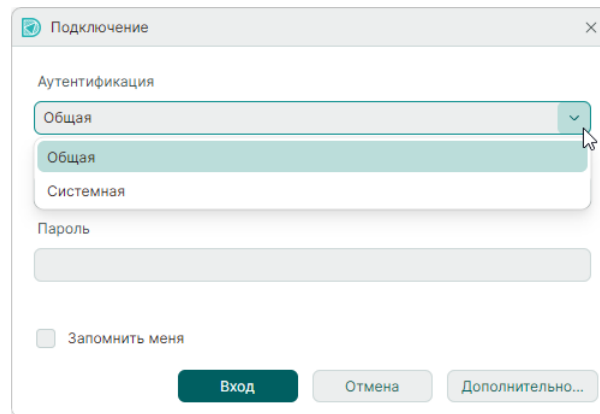 Подключение
Аутентификация
Общая
Общая
Системная
Пароль
Запомнить меня
Вход
Отмена
Дополнительно...